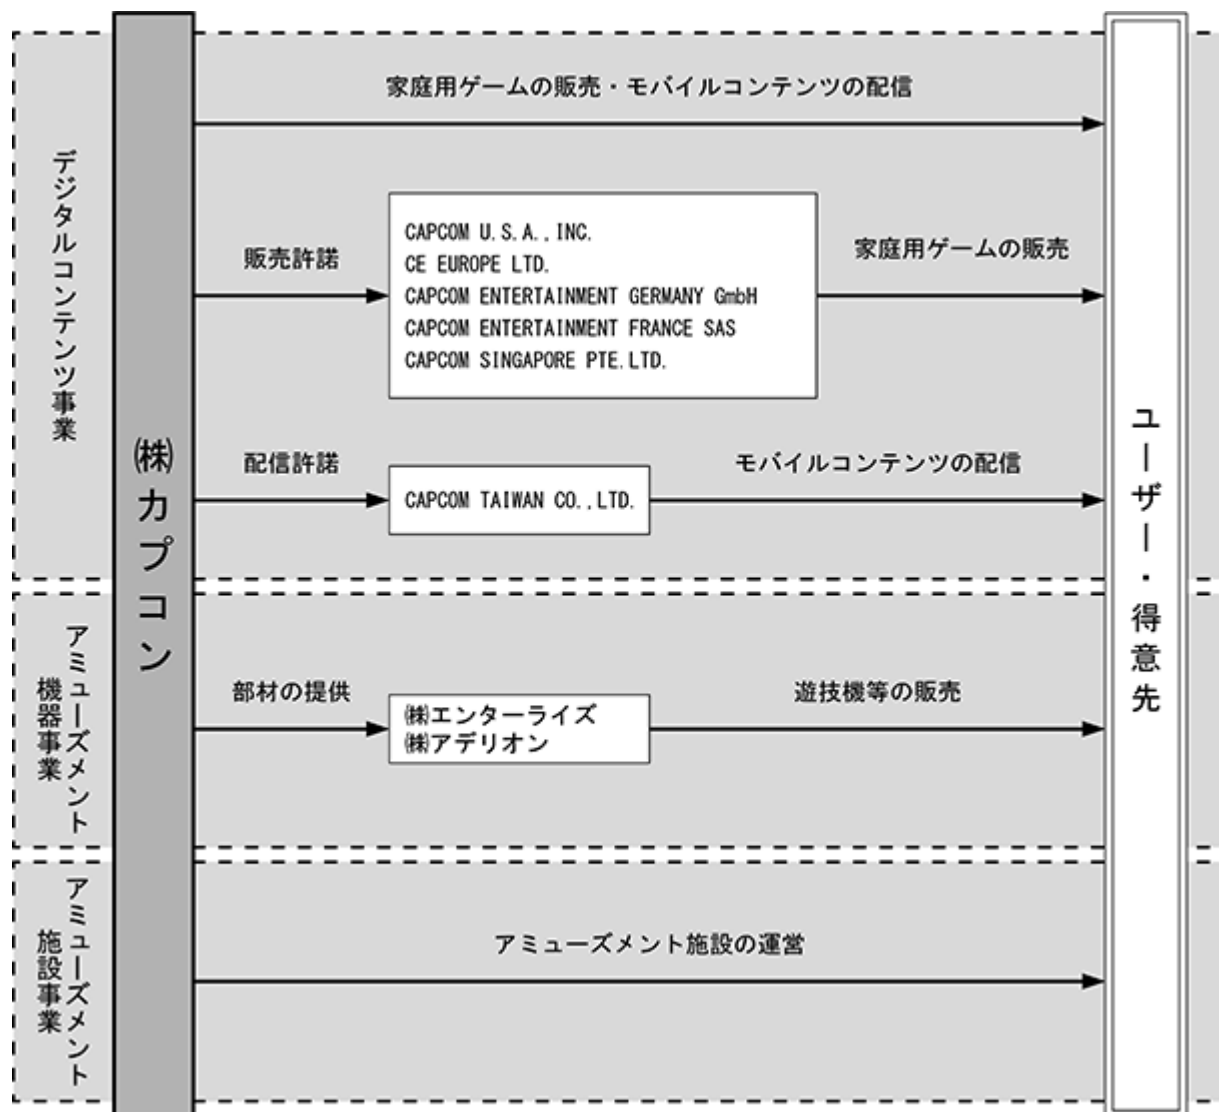 デジタルコンテンツ事業
㈱カプコン
家庭用ゲームの販売・モバイルコンテンツの配信
販売許諾
CAPCOM U.S.A.,INC.
CE EUROPE LTD.
CAPCOM ENTERTAINMENT GERMANY GmbH
CAPCOM ENTERTAINMENT FRANCE SAS
CAPCOM SINGAPORE PTE.LTD.
家庭用ゲームの販売
配信許諾
CAPCOM TAIWAN CO.,LTD.
モバイルコンテンツの配信
ユーザー・得意先
アミューズメント
機器事業
部材の提供
㈱エンターライズ
㈱アデリオン
遊技機等の販売
アミューズメント
施設事業
アミューズメント施設の運営